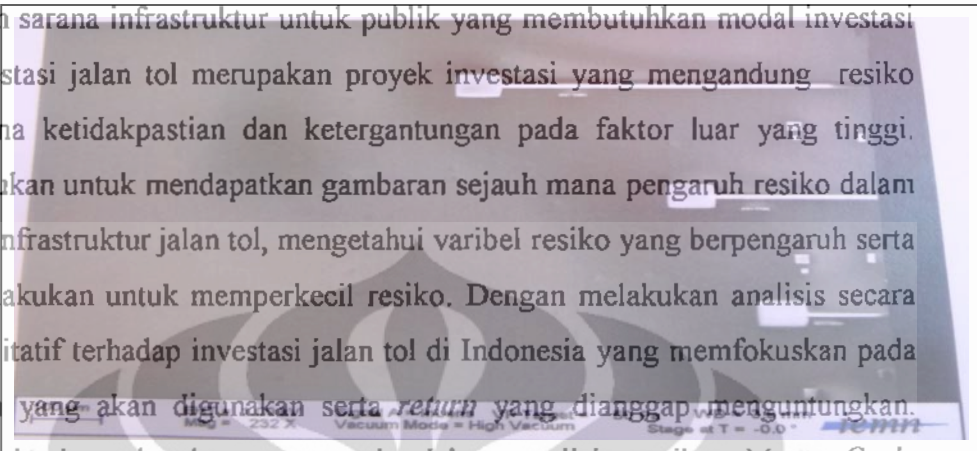 sarana infrastruktur untuk publik yang membutuhkan modal investasi
stasi jalan tol merupakan proyek investasi yang mengandung resiko
na ketidakpastian dan ketergantungan pada faktor luar yang tinggi.
kan untuk mendapatkan gambaran sejauh mana pengaruh resiko dalam
nfrastruktur jalan tol, mengetahui varibel resiko yang berpengaruh serta
akukan untuk memperkecil resiko. Dengan melakukan analisis secara
itatif terhadap investasi jalan tol di Indonesia yang memfokuskan pada
yang akan digunakan serta return yang dianggap menguntungkan.
Mag = 232 X Vacuum Mode = High Vacuum Stage at T = -0.0 °